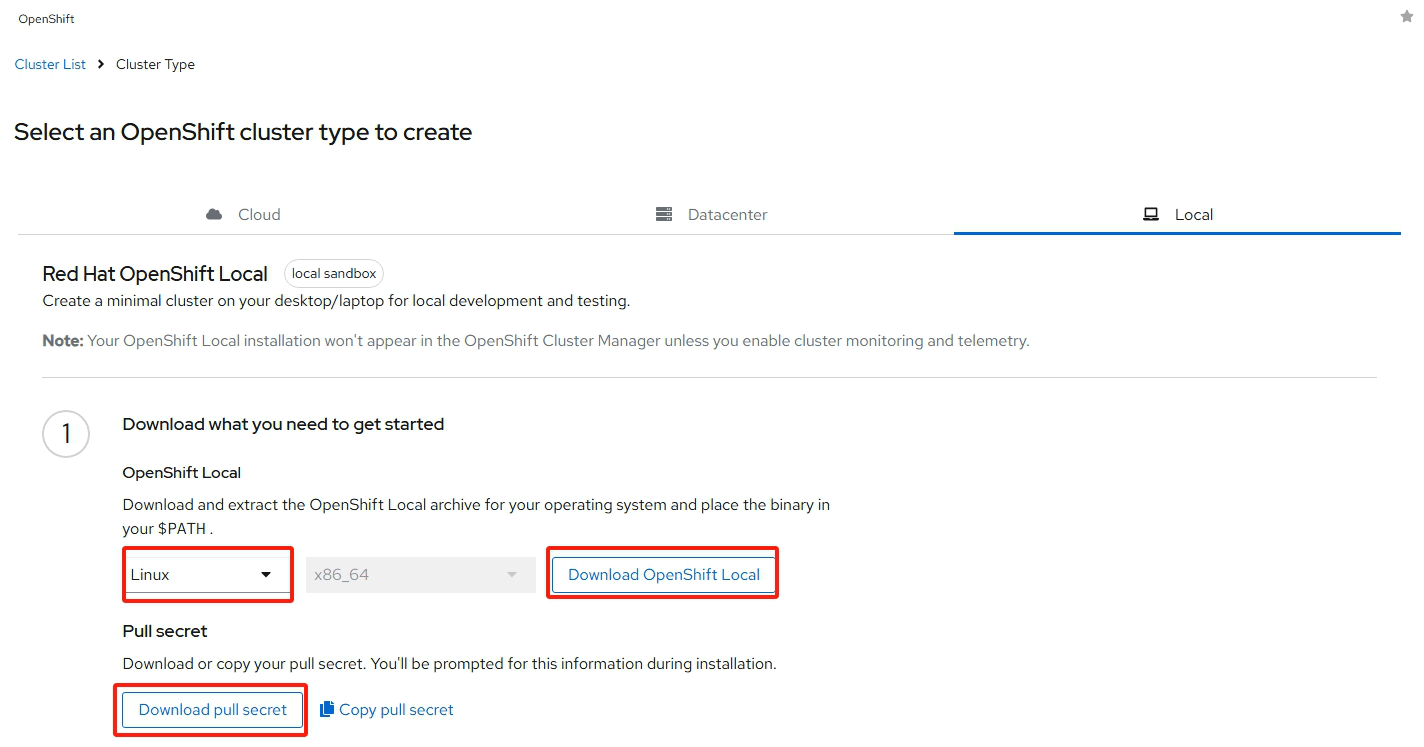 OpenShift
Cluster List > Cluster Type
Select an OpenShift cluster type to create
Cloud
Datacenter
Local
Red Hat OpenShift Local
local sandbox
Create a minimal cluster on your desktop/laptop for local development and testing.
Note: Your OpenShift Local installation won't appear in the OpenShift Cluster Manager unless you enable cluster monitoring and telemetry.
1
Download what you need to get started
OpenShift Local
Download and extract the OpenShift Local archive for your operating system and place the binary in
your $PATH .
Linux
x86_64
Download OpenShift Local
Pull secret
Download or copy your pull secret. You'll be prompted for this information during installation.
Download pull secret
Copy pull secret